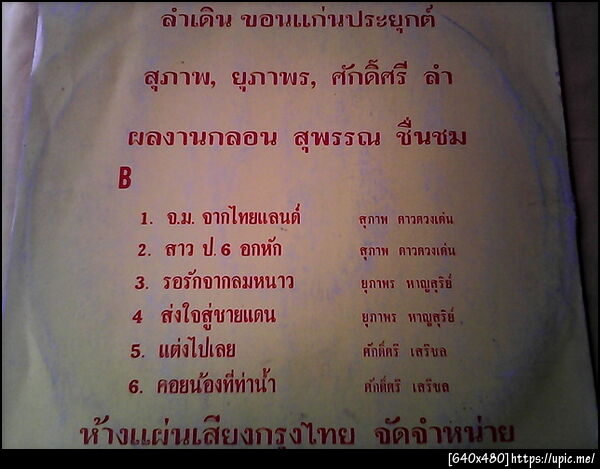 ลำเดิน ขอนแก่นประยุกต์
สุภาพ, ยุภาพร, ศักดิ์ศรี ลำ
ผลงานกลอน สุพรรณ ชื่นชม
B
1. จ.ม. จากไทยแลนด์ สุภาพ ดาวดวงเด่น
2. สาว ป.6 อกหัก สุภาพ ดาวดวงเด่น
3. รอรักจากลมหนาว ยุภาพร หาญสุริย์
4 ส่งใจสู่ชายแดน ยุภาพร หาญสุริย์
5. แต่งไปเลย ศักดิ์ศรี เสริชล
6. คอยน้องที่ท่าน้ำ ศักดิ์ศรี เสริชล
ห้างแผ่นเสียงกรุงไทย จัดจำหน่าย
[640x480]https://upic.me/